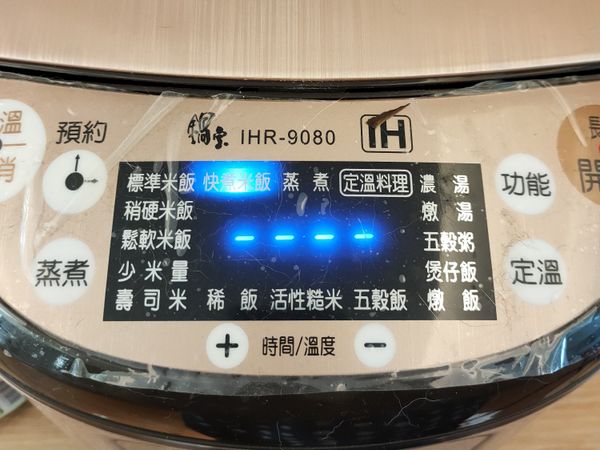 鍋寶 IHR-9080 IH
溫
消
預約
蒸煮
標準米飯 快煮米飯 蒸煮 定溫料理 濃湯
稍硬米飯 燉湯
鬆軟米飯 - - - - 五穀粥
少米量 煲仔飯
壽司米 稀飯 活性糙米 五穀飯 燉飯
功能
定溫
開
+ 時間/溫度 -